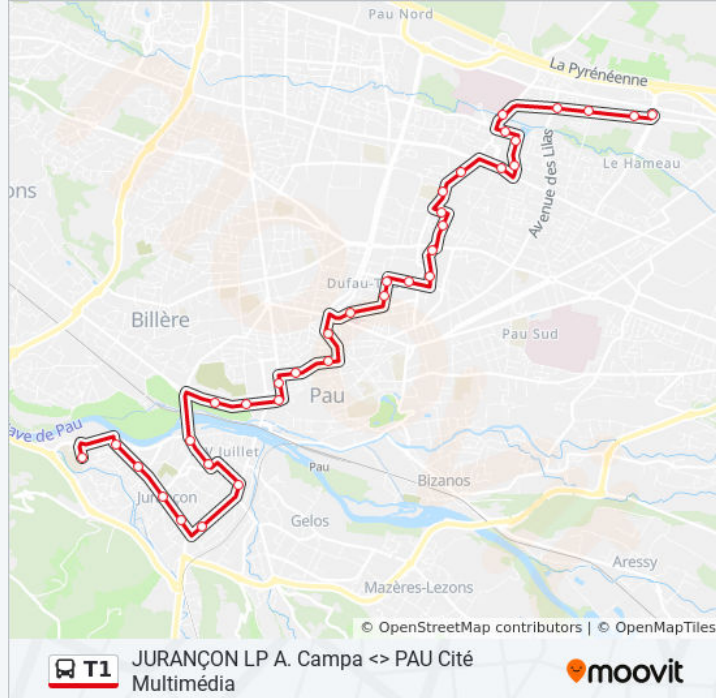 Pau Nord
La Pyrénéenne
Avenue des Lilas
Le Hameau
ons
Dufau-T
Billère
Pau Sud
Pau
ave de Pau
V Juillet
Pau
Bizanos
Jurançon
Gelos
Aressy
Mazères-Lezons
© OpenStreetMap contributors | © OpenMapTiles
T1
JURANÇON LP A. Campa <> PAU Cité
Multimédia
moovit